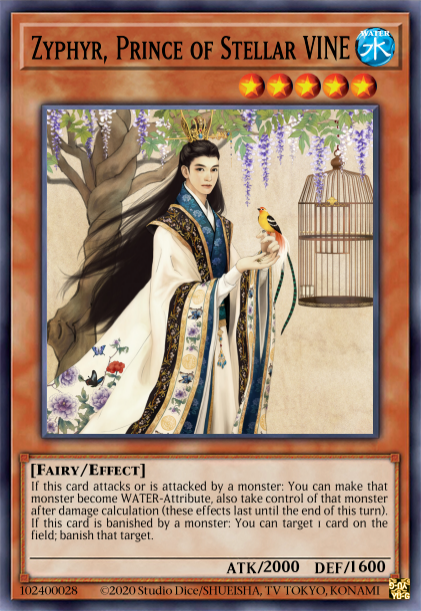 Zyphyr, Prince of Stellar VINE
WATER
水
[Fairy/Effect]
If this card attacks or is attacked by a monster: You can make that
monster become WATER-Attribute, also take control of that monster
after damage calculation (these effects last until the end of this turn).
If this card is banished by a monster: You can target 1 card on the
field; banish that target.
ATK/2000 DEF/1600
102400028 ©2020 Studio Dice/SHUEISHA, TV TOKYO, KONAMI